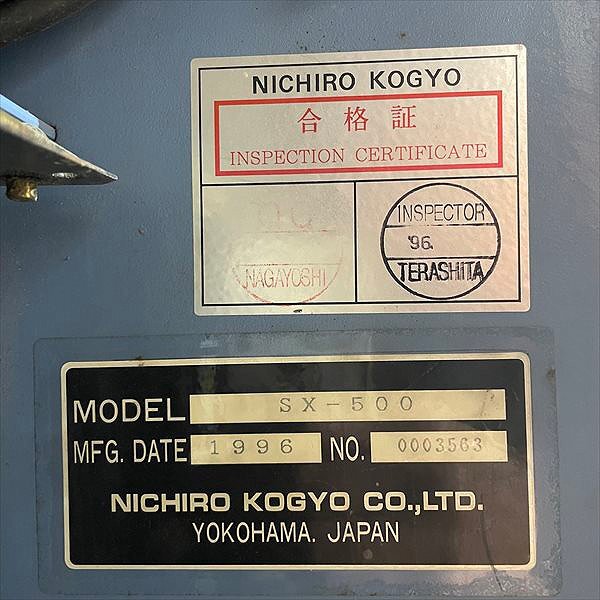 NICHIRO KOGYO
合格証
INSPECTION CERTIFICATE
NAGAYOSHI
INSPECTOR
'96.
TERASHITA
MODEL SX-500
MFG. DATE 1996 NO. 0003563
NICHIRO KOGYO CO.,LTD.
YOKOHAMA. JAPAN